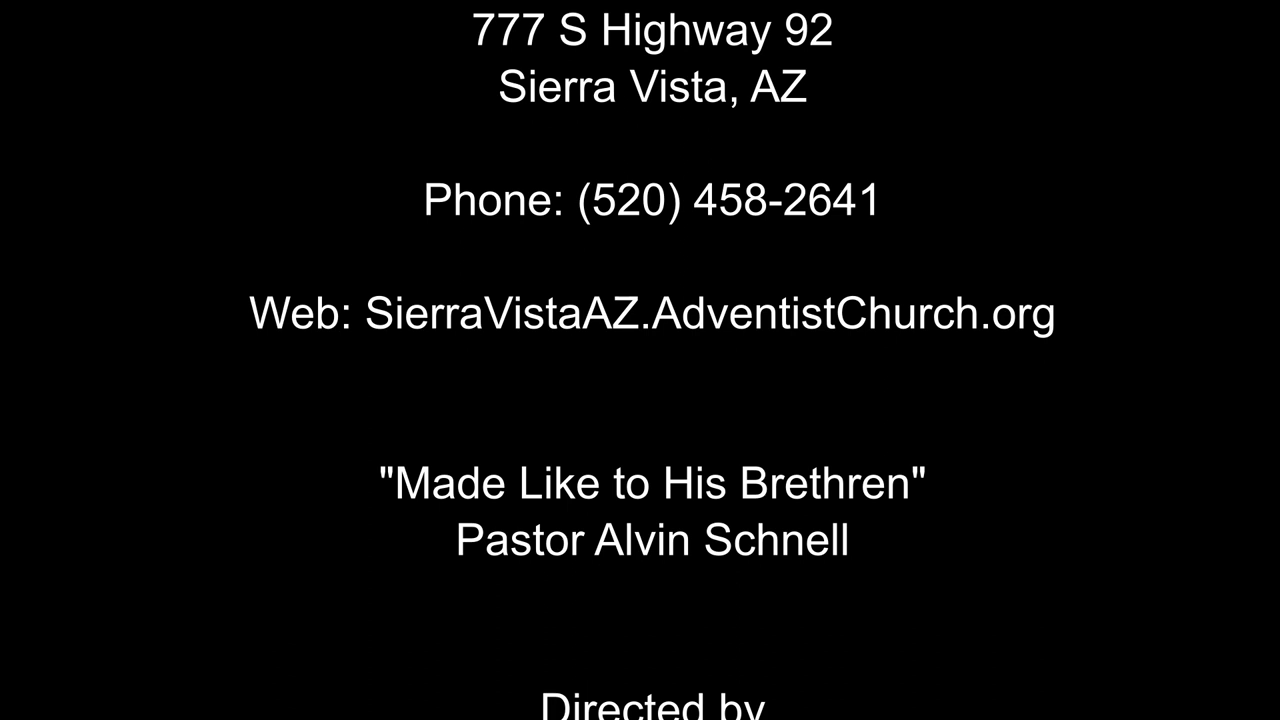 777 S Highway 92
Sierra Vista, AZ
Phone: (520) 458-2641
Web: SierraVistaAZ.AdventistChurch.org
"Made Like to His Brethren"
Pastor Alvin Schnell
Directed by